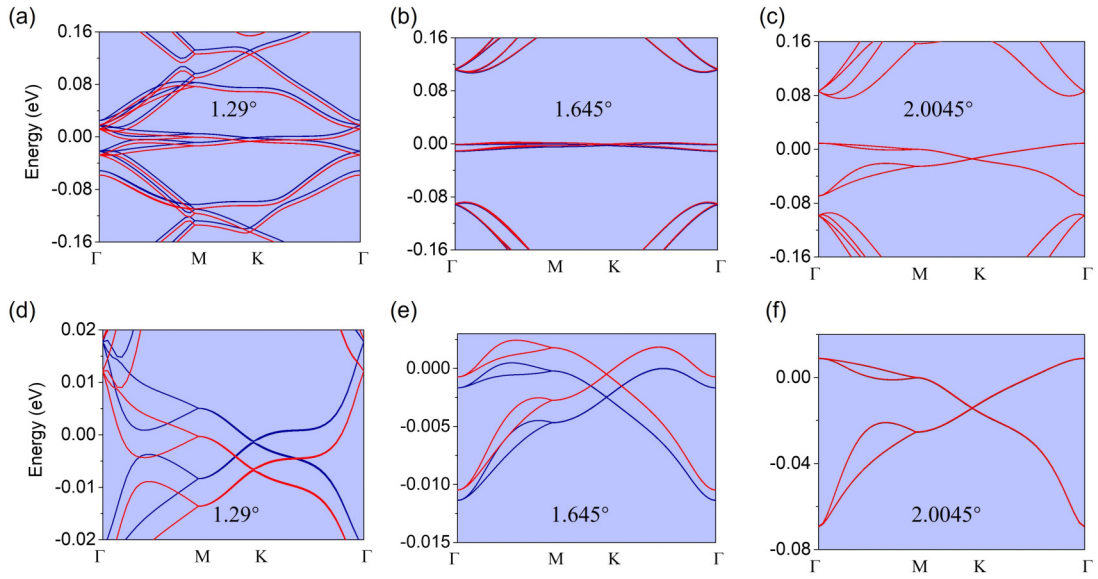 (a)
(b)
(c)
0.16
0.08
0.00
-0.08
-0.16
Energy (eV)
1.29°
Γ
M
K
Γ
0.16
0.08
0.00
-0.08
-0.16
1.645°
Γ
M
K
Γ
0.16
0.08
0.00
-0.08
-0.16
2.0045°
Γ
M
K
Γ
(d)
(e)
(f)
0.02
0.01
0.00
-0.01
-0.02
Energy (eV)
1.29°
Γ
M
K
Γ
0.000
-0.005
-0.010
-0.015
1.645°
Γ
M
K
Γ
0.00
-0.04
-0.08
2.0045°
Γ
M
K
Γ